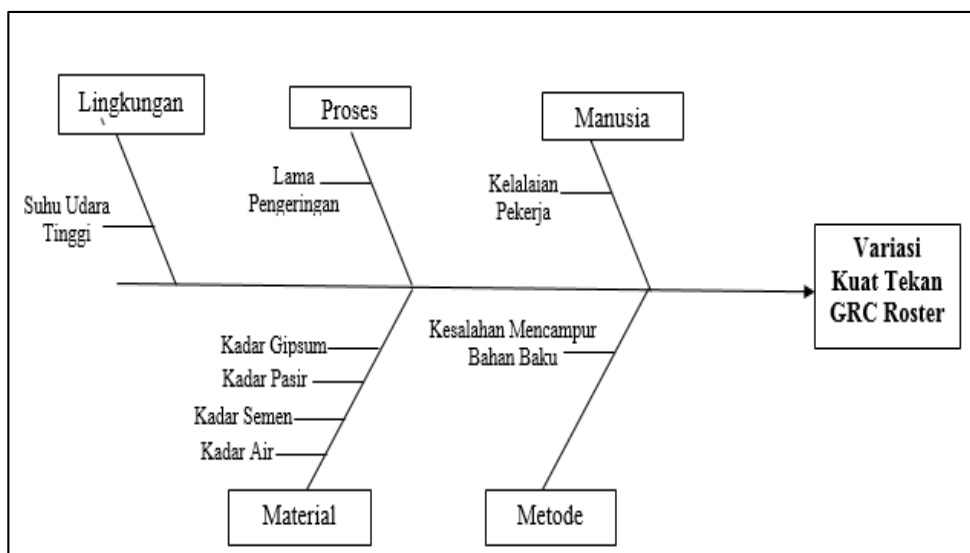 Lingkungan
Proses
Manusia
Lama
Pengeringan
Kelalaian
Pekerja
Suhu Udara
Tinggi
Variasi
Kuat Tekan
GRC Roster
Kadar Gipsum
Kadar Pasir
Kadar Semen
Kadar Air
Kesalahan Mencampur
Bahan Baku
Material
Metode